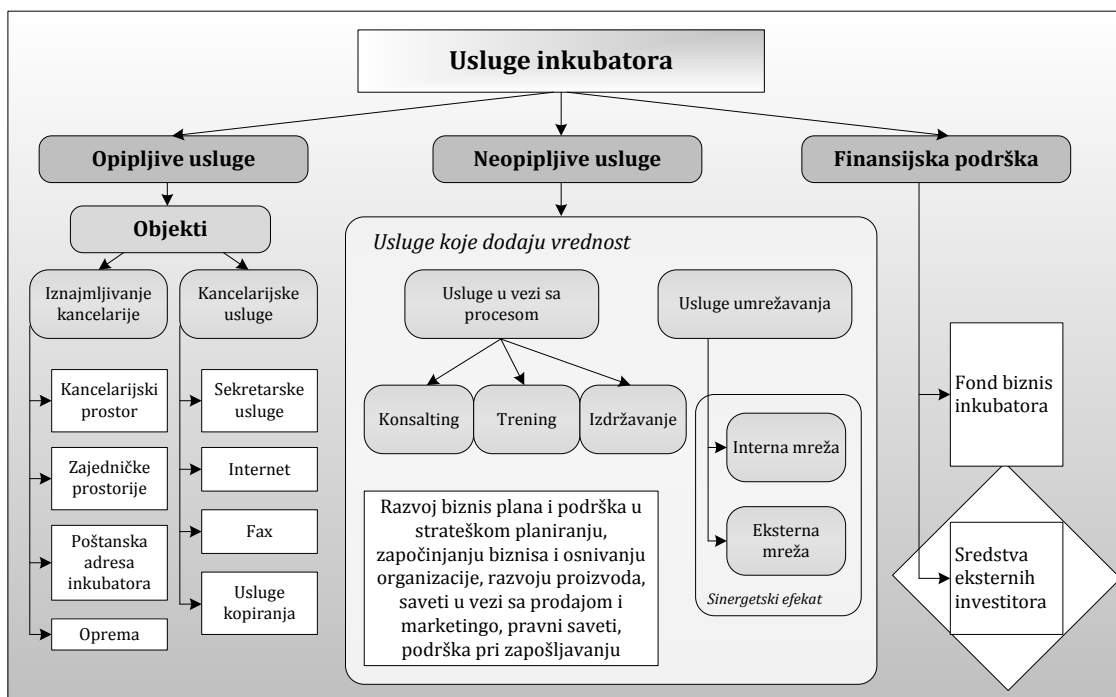 Usluge inkubatora
Opipljive usluge
Neopipljive usluge
Finansijska podrška
Objekti
Iznajmljivanje
kancelarije
Kancelarijske
usluge
Kancelarijski
prostor
Zajedničke
prostorije
Poštanska
adresa
inkubatora
Oprema
Sekretarske
usluge
Internet
Fax
Usluge
kopiranja
Usluge koje dodaju vrednost
Usluge u vezi sa
procesom
Usluge umrežavanja
Konsalting
Trening
Izdržavanje
Razvoj biznis plana i podrška u
strateškom planiranju,
započinjanju biznisa i osnivanju
organizacije, razvoju proizvoda,
saveti u vezi sa prodajom i
marketingo, pravni saveti,
podrška pri zapošljavanju
Interna mreža
Eksterna
mreža
Sinergetski efekat
Fond biznis
inkubatora
Sredstva
eksternih
investitora